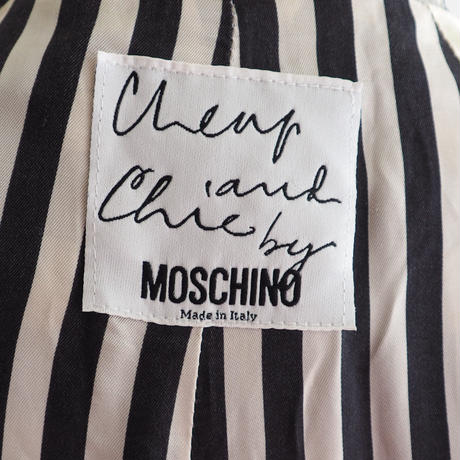 Cheap
and
Chic by
MOSCHINO
Made in Italy